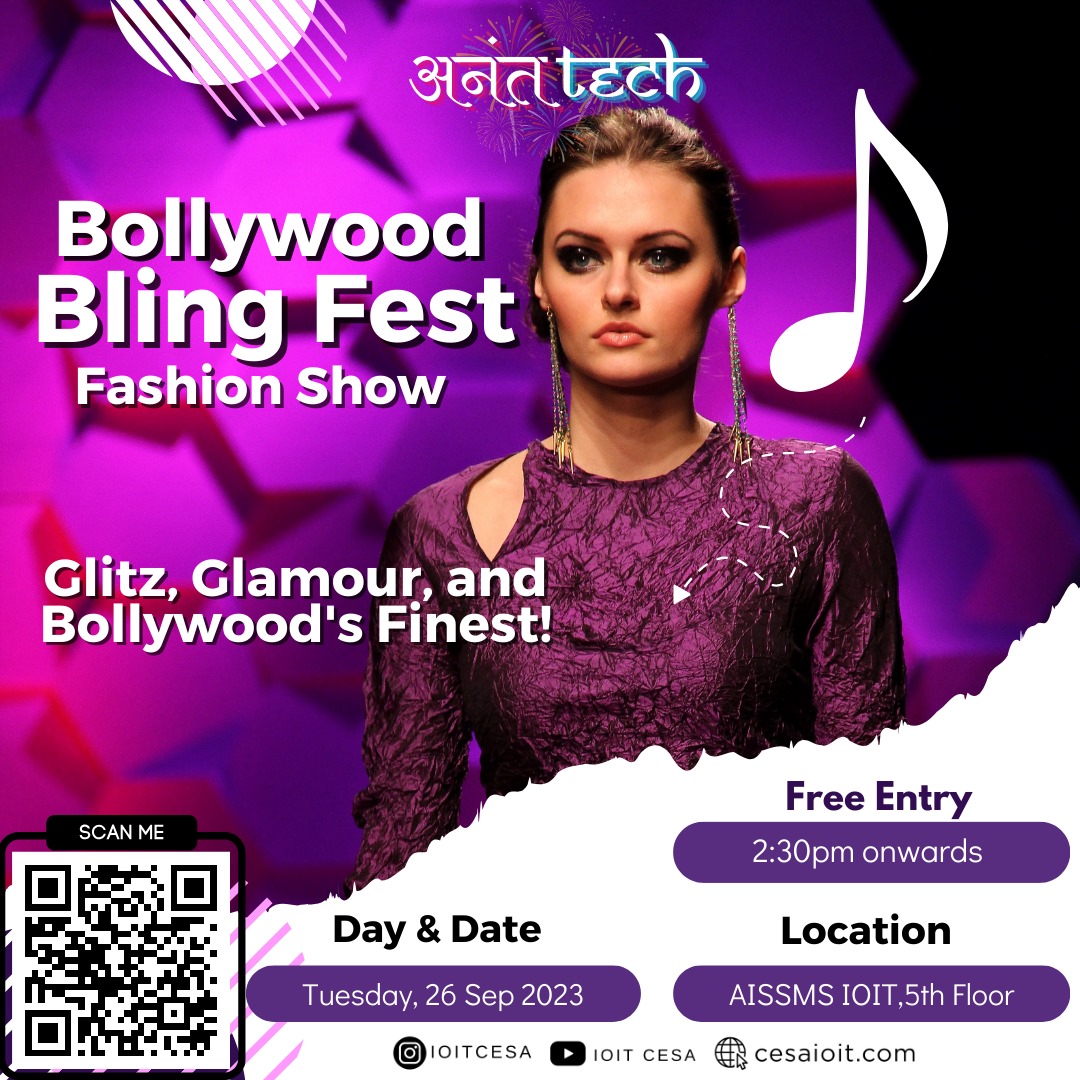 अनंत tech
Bollywood
Bling Fest
Fashion Show
Glitz, Glamour, and
Bollywood's Finest!
Free Entry
2:30pm onwards
SCAN ME
Day & Date
Tuesday, 26 Sep 2023
Location
AISSMS IOIT,5th Floor
IOITCESA
IOIT CESA
cesaioit.com